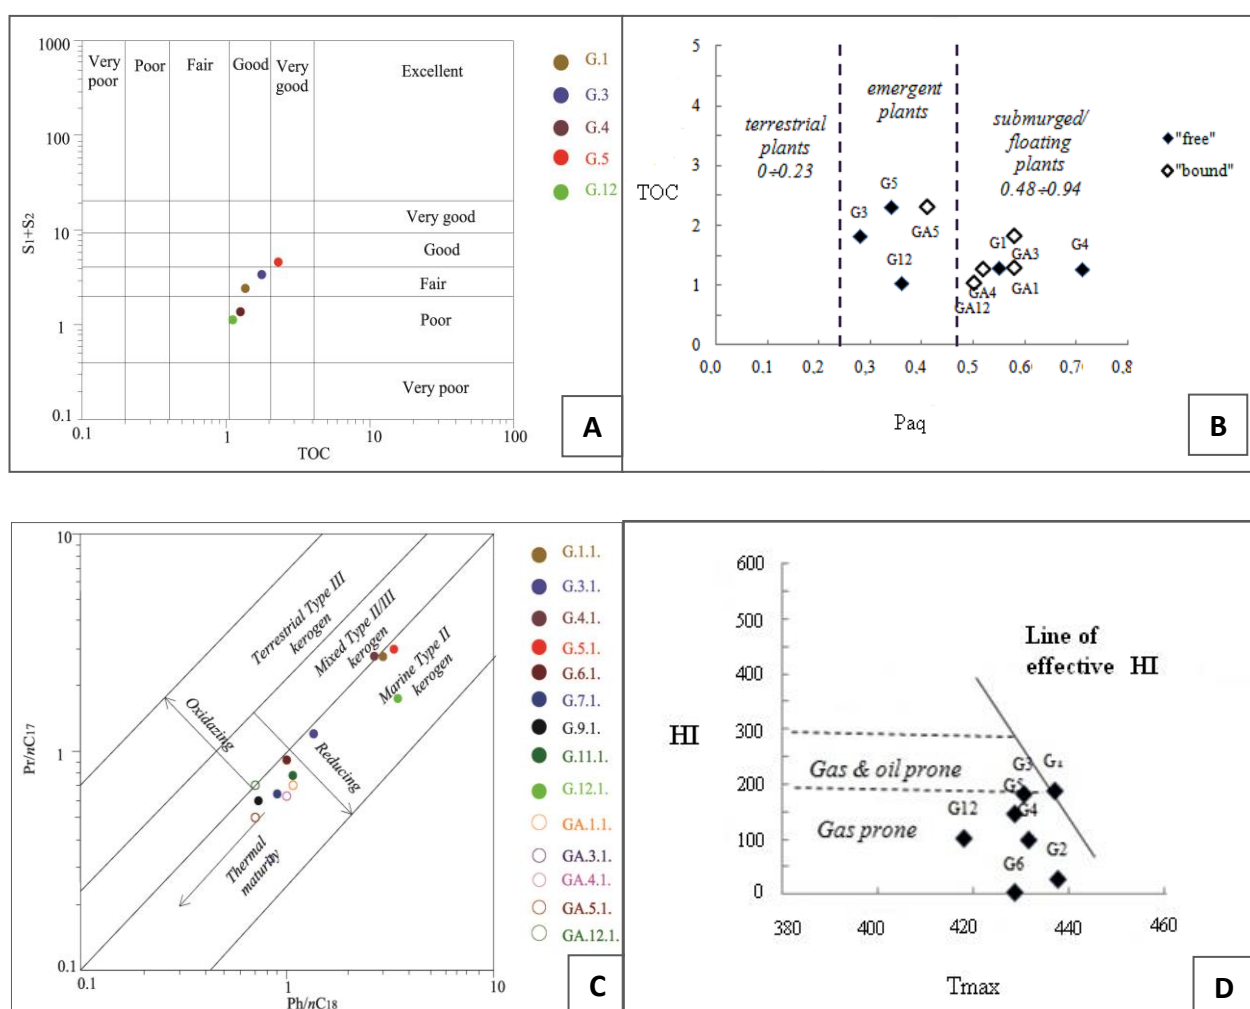 1000
100
10
1
0.1
S1+S2
Very poor
Poor
Fair
Good
Very good
Excellent
Very good
Good
Fair
Poor
Very poor
0.1
1
10
100
TOC
G.1
G.3
G.4
G.5
G.12
A
5
4
3
2
1
0
TOC
terrestrial
plants
0÷0.23
emergent
plants
submurged/
floating
plants
0.48÷0.94
"free"
"bound"
G5
G3
GA5
G12
G1
GA3
G4
GA4
GA1
GA12
0,0
0,1
0,2
0,3
0,4
0,5
0,6
0,7
0,8
Paq
B
10
1
0.1
Pr/nC17
Terrestrial Type III
kerogen
Mixed Type II/III
kerogen
Marine Type II
kerogen
Oxidazing
Reducing
Thermal
maturity
0.1
1
10
Ph/nC18
G.1.1.
G.3.1.
G.4.1.
G.5.1.
G.6.1.
G.7.1.
G.9.1.
G.11.1.
G.12.1.
GA.1.1.
GA.3.1.
GA.4.1.
GA.5.1.
GA.12.1.
C
600
500
400
300
200
100
0
HI
Line of
effective HI
Gas & oil prone
Gas prone
G3
G5
G4
G12
G6
G2
380
400
420
440
460
Tmax
D